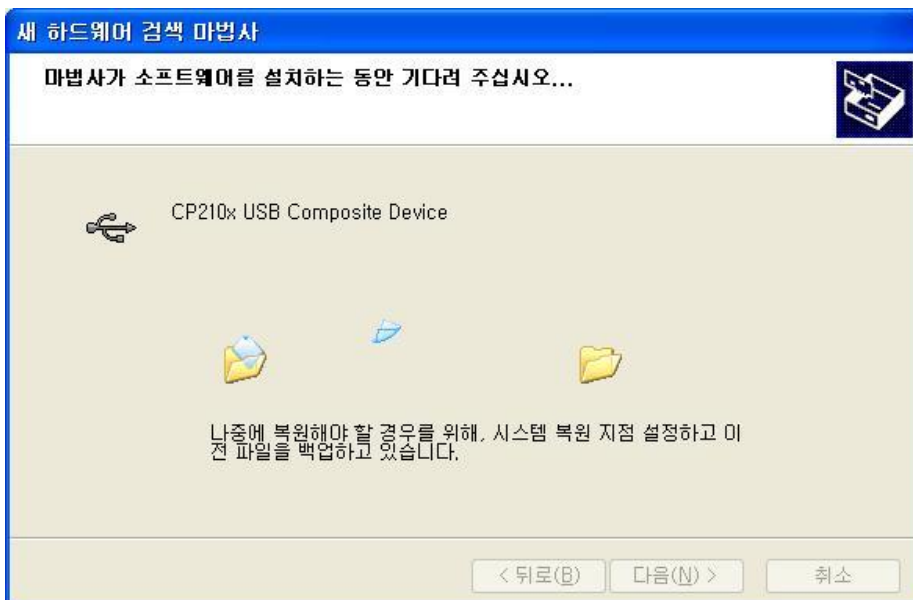 새 하드웨어 검색 마법사
마법사가 소프트웨어를 설치하는 동안 기다려 주십시오...
CP210x USB Composite Device
나중에 복원해야 할 경우를 위해, 시스템 복원 지점 설정하고 이
전 파일을 백업하고 있습니다.
< 뒤로(B) 다음(N) > 취소